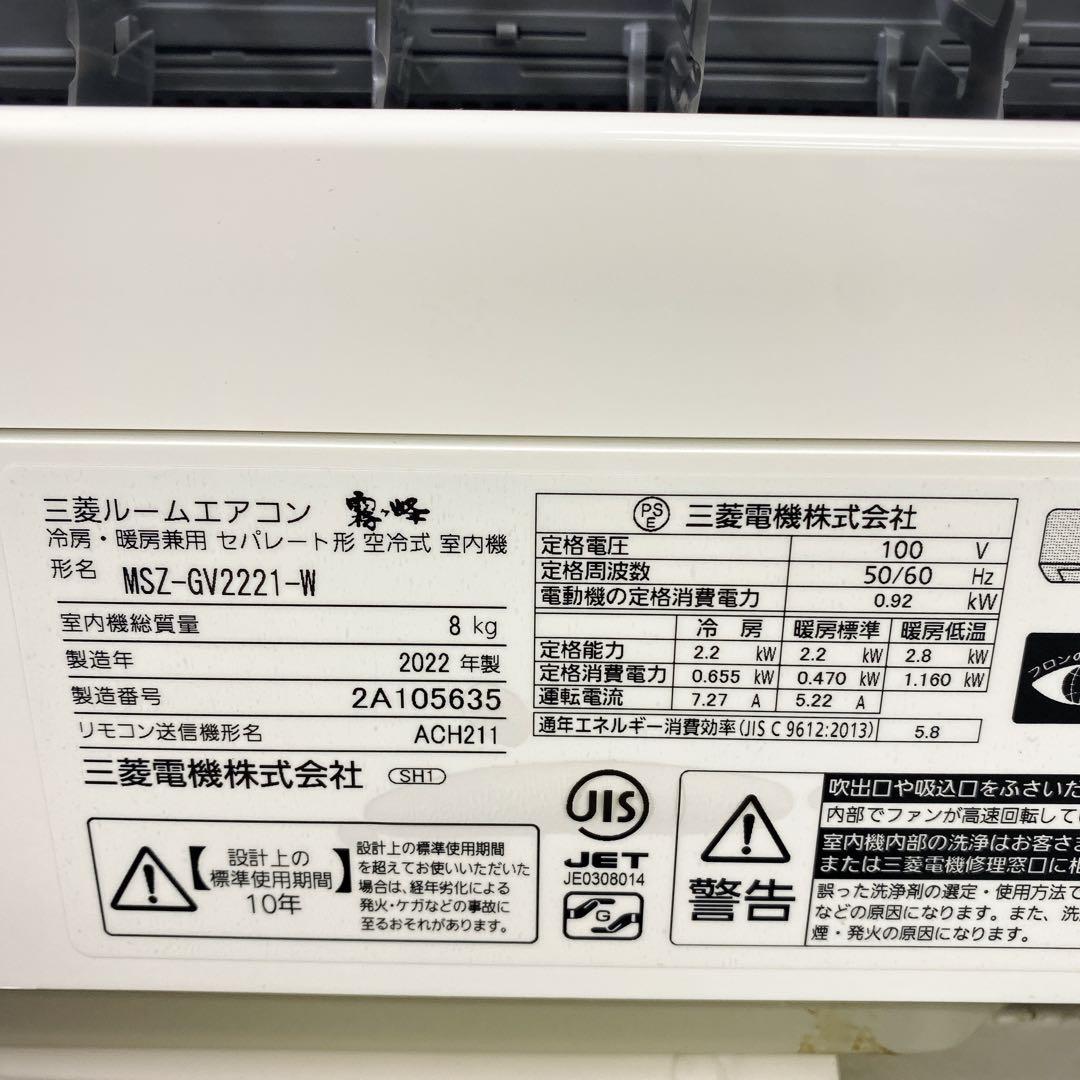 三菱ルームエアコン 霧ヶ峰
冷房・暖房兼用 セパレート形 空冷式 室内機
形名 MSZ-GV2221-W
室内機総質量 8 kg
製造年 2022 年製
製造番号 2A105635
リモコン送信機形名 ACH211
三菱電機株式会社 SH1
設計上の
標準使用期間
10年
設計上の標準使用期間
を超えてお使いいただいた
場合は、経年劣化による
発火・ケガなどの事故に
至るおそれがあります。
PS
E
三菱電機株式会社
定格電圧 100 V
定格周波数 50/60 Hz
電動機の定格消費電力 0.92 kW
冷 房 暖房標準 暖房低温
定格能力 2.2 kW 2.2 kW 2.8 kW
定格消費電力 0.655 kW 0.470 kW 1.160 kW
運転電流 7.27 A 5.22 A
通年エネルギー消費効率(JIS C 9612:2013) 5.8
JIS
JET
JE0308014
G
警告
吹出口や吸込口をふさいだ
内部でファンが高速回転して
室内機内部の洗浄はお客さま
または三菱電機修理窓口に相
誤った洗浄剤の選定・使用方法で
などの原因になります。また、洗
煙・発火の原因になります。
フロンの